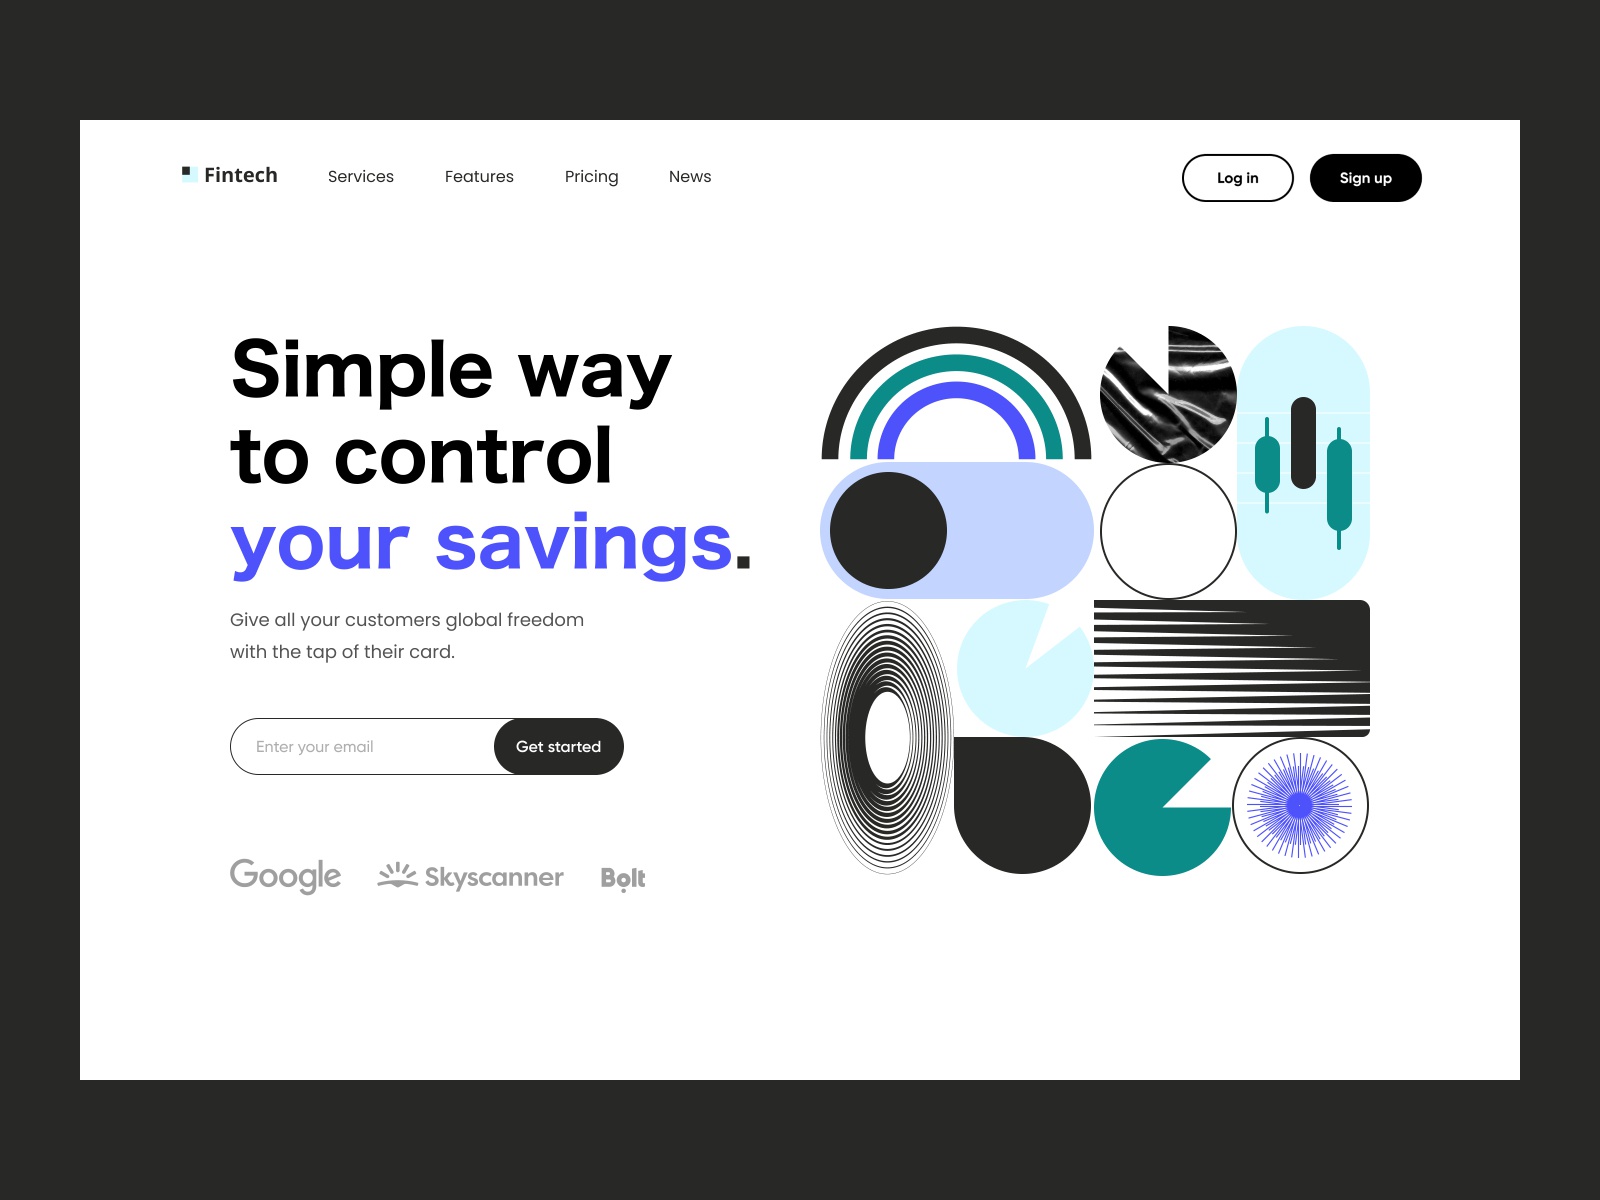 Fintech
Services
Features
Pricing
News
Log in
Sign up
Simple way
to control
your savings.
Give all your customers global freedom
with the tap of their card.
Enter your email
Get started
Google
Skyscanner
Bolt